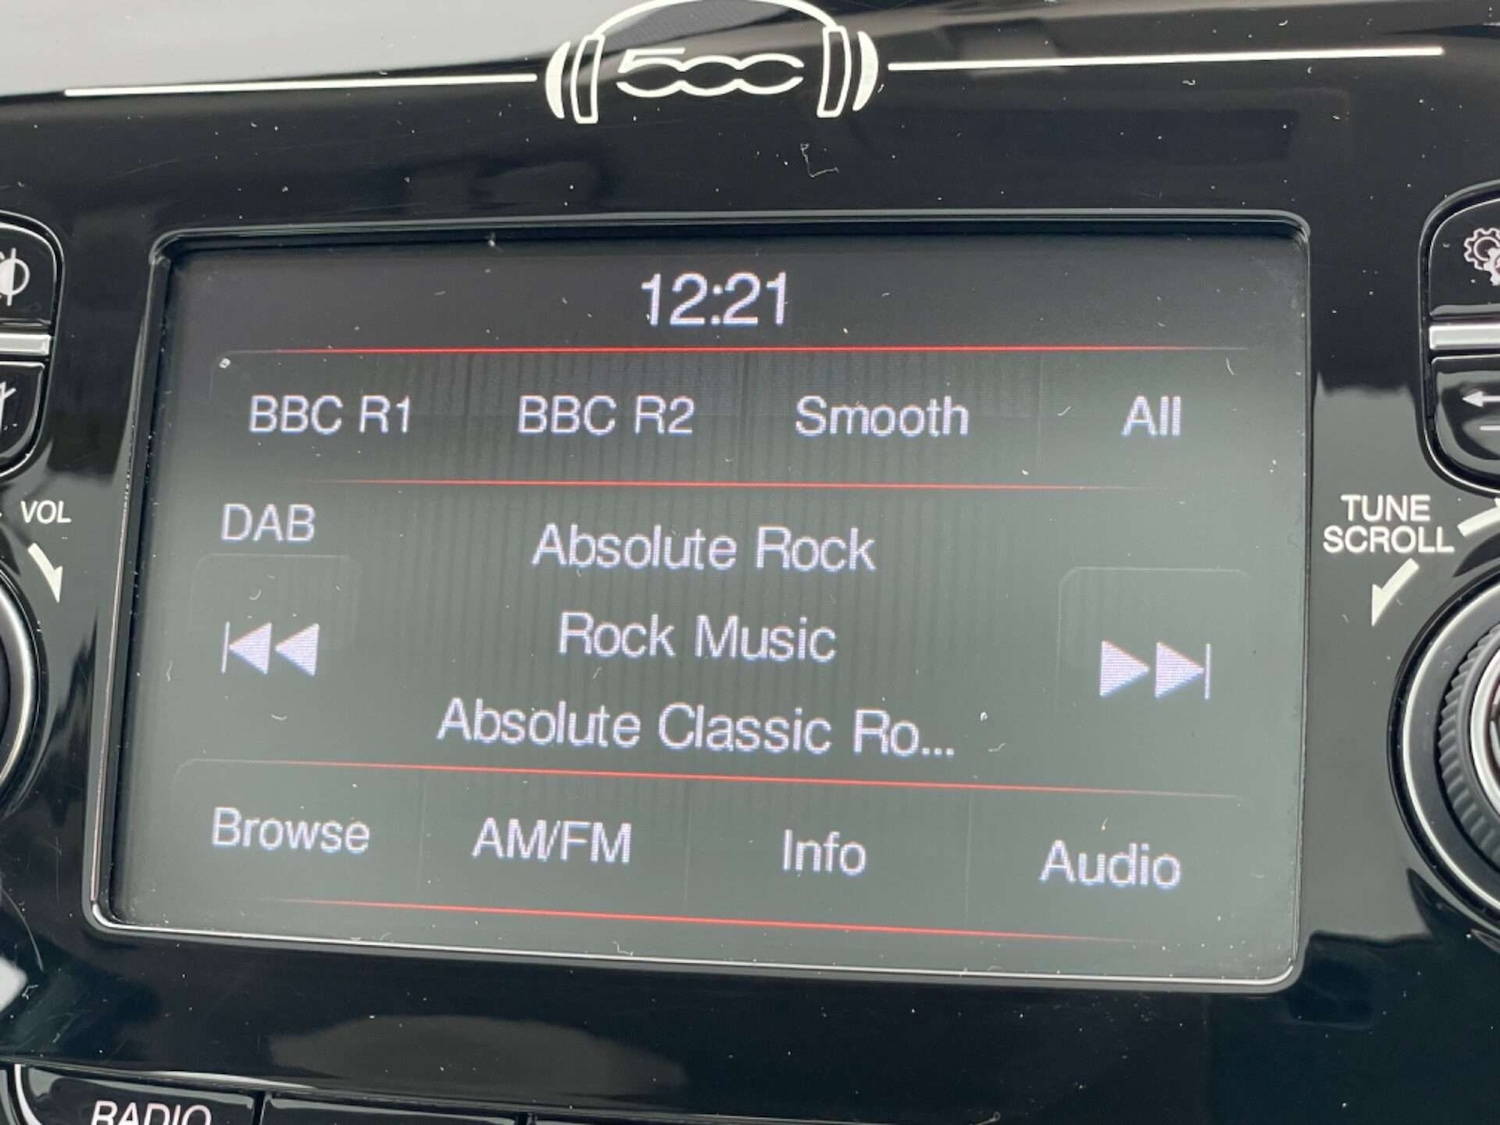 500
12:21
BBC R1 BBC R2 Smooth All
DAB
Absolute Rock
Rock Music
Absolute Classic Ro...
Browse AM/FM Info Audio
VOL
TUNE
SCROLL
RADIO